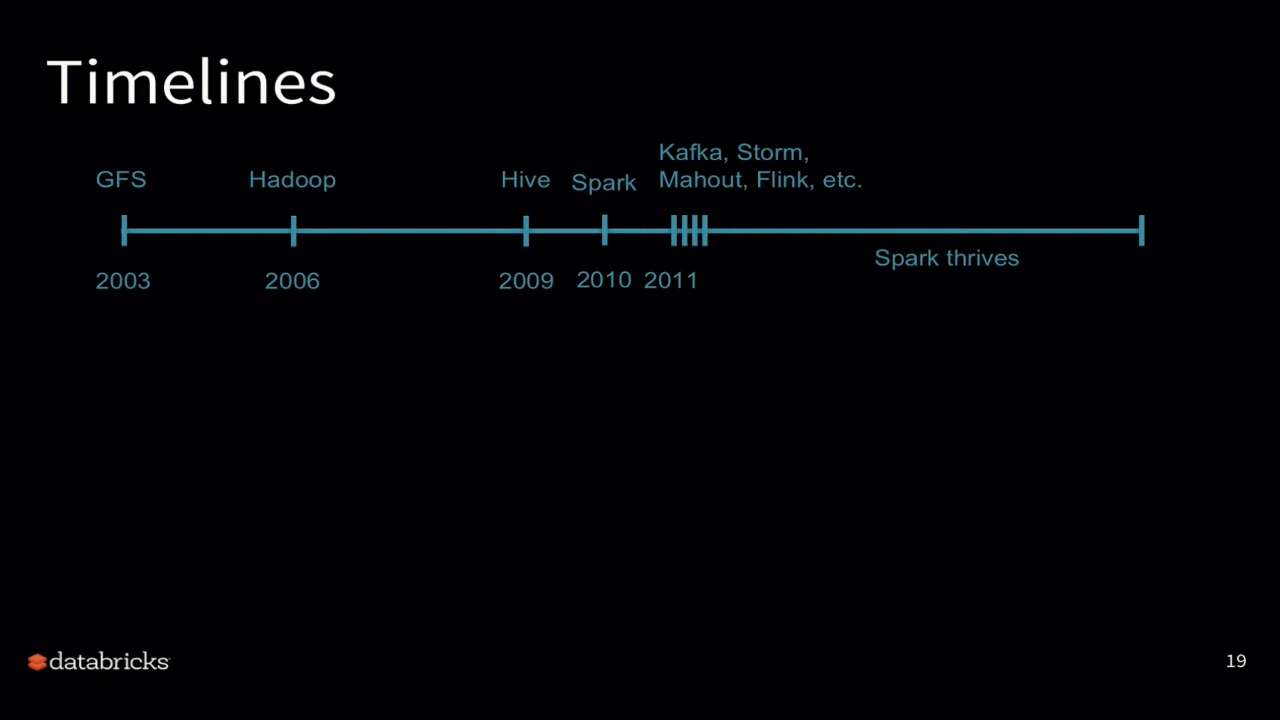 Timelines
Kafka, Storm,
GFS Hadoop Hive Spark Mahout, Flink, etc.
Spark thrives
2003 2006 2009 2010 2011
databricks
19